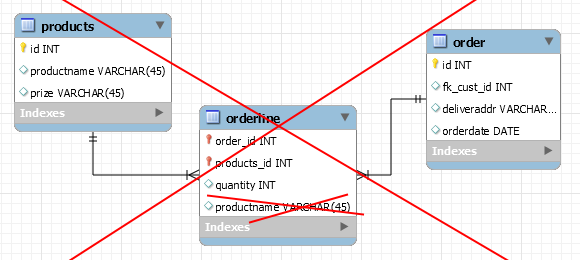 products
id INT
productname VARCHAR(45)
prize VARCHAR(45)
Indexes
order
id INT
fk_cust_id INT
deliveraddr VARCHAR...
orderdate DATE
Indexes
orderline
order_id INT
products_id INT
quantity INT
productname VARCHAR(45)
Indexes